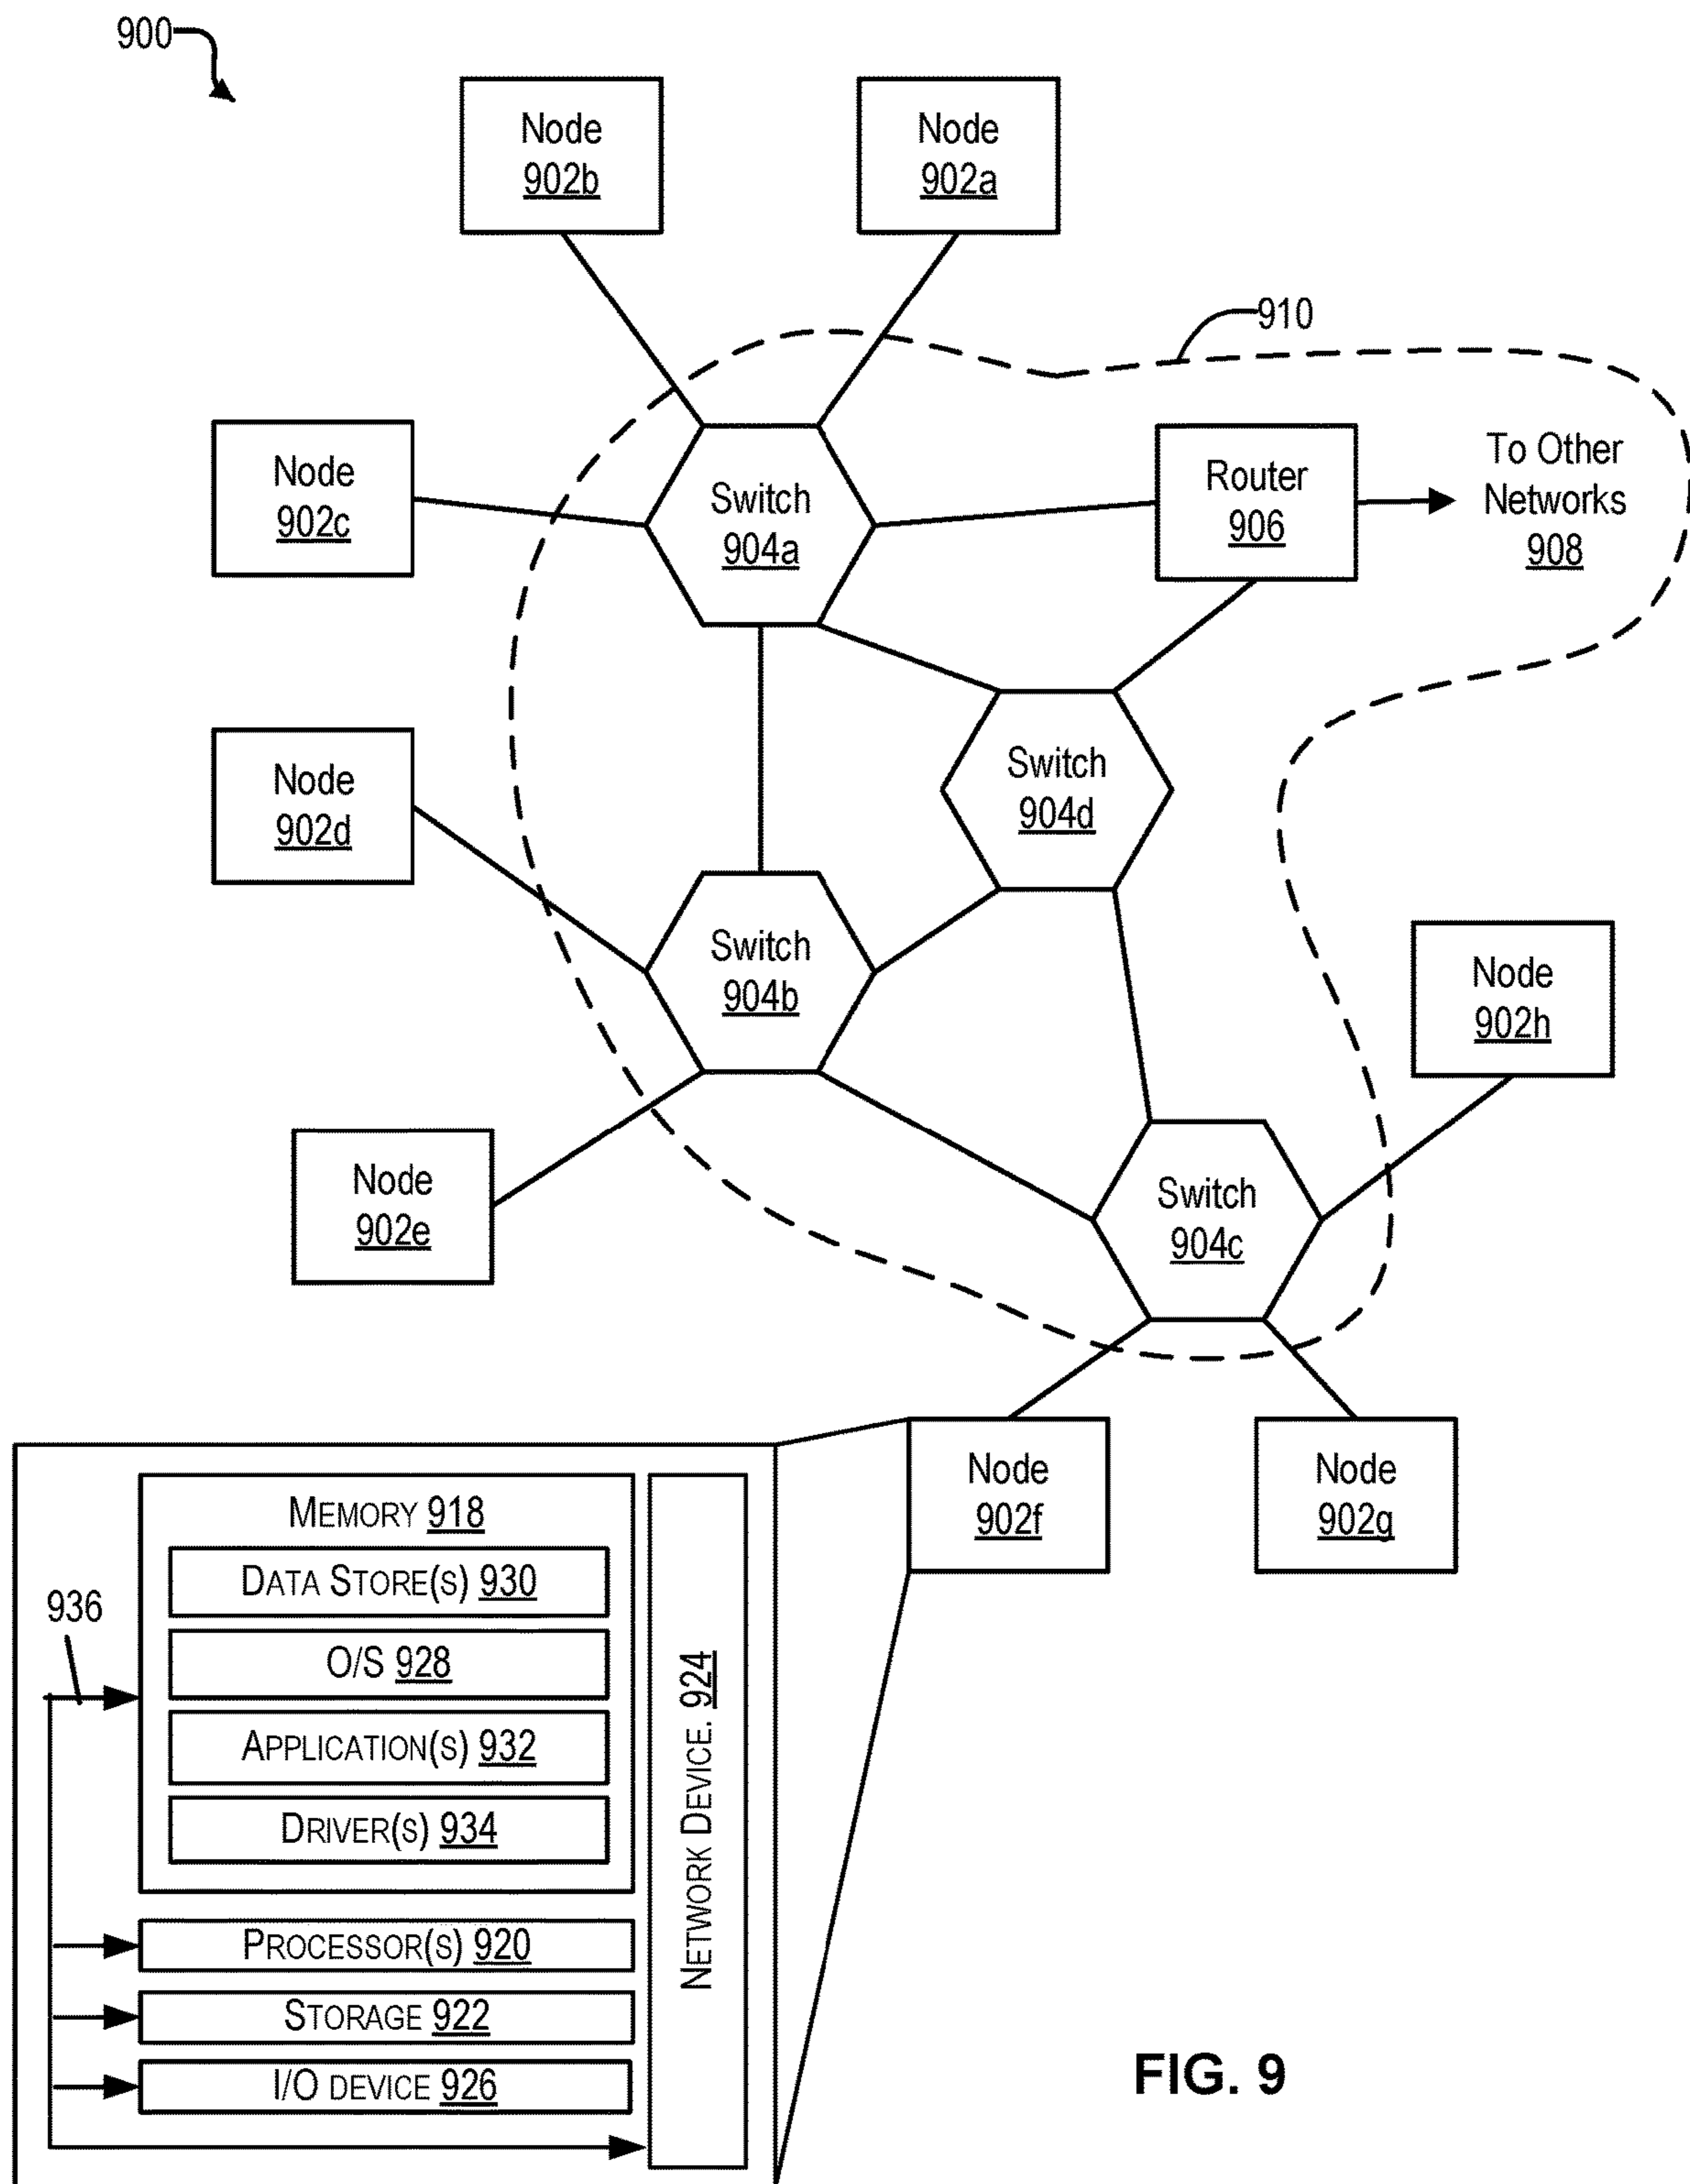 900
Node
902b
Node
902a
910
Node
902c
Switch
904a
Router
906
To Other
Networks
908
Node
902d
Switch
904d
Switch
904b
Node
902h
Node
902e
Switch
904c
Node
902f
Node
902g
MEMORY 918
DATA STORE(S) 930
936
O/S 928
APPLICATION(S) 932
DRIVER(S) 934
NETWORK DEVICE. 924
PROCESSOR(S) 920
STORAGE 922
I/O DEVICE 926
FIG. 9